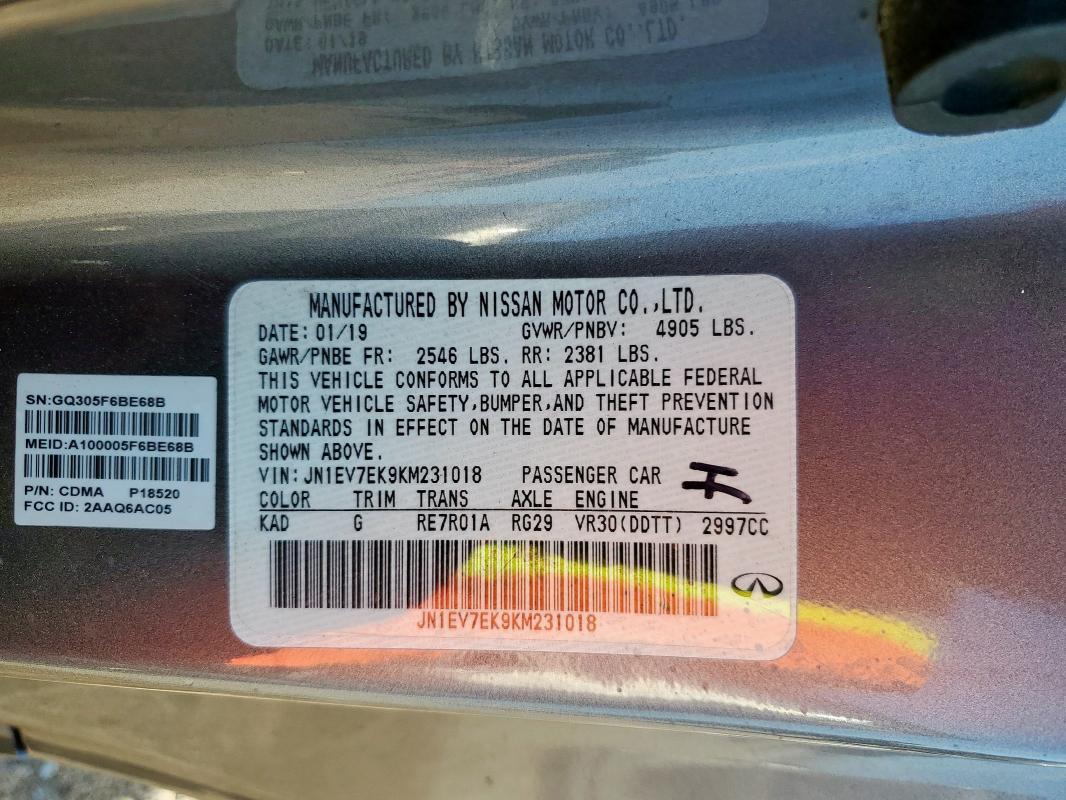 MANUFACTURED BY NISSAN MOTOR CO.,LTD.
DATE: 01/19
MANUFACTURED BY NISSAN MOTOR CO.,LTD.
DATE: 01/19 GVWR/PNBV: 4905 LBS.
GAWR/PNBE FR: 2546 LBS. RR: 2381 LBS.
THIS VEHICLE CONFORMS TO ALL APPLICABLE FEDERAL
MOTOR VEHICLE SAFETY,BUMPER,AND THEFT PREVENTION
STANDARDS IN EFFECT ON THE DATE OF MANUFACTURE
SHOWN ABOVE.
VIN: JN1EV7EK9KM231018 PASSENGER CAR
COLOR TRIM TRANS AXLE ENGINE
KAD G RE7R01A RG29 VR30(DDTT) 2997CC
JN1EV7EK9KM231018
SN:GQ305F6BE68B
MEID:A100005F6BE68B
P/N: CDMA P18520
FCC ID: 2AAQ6AC05